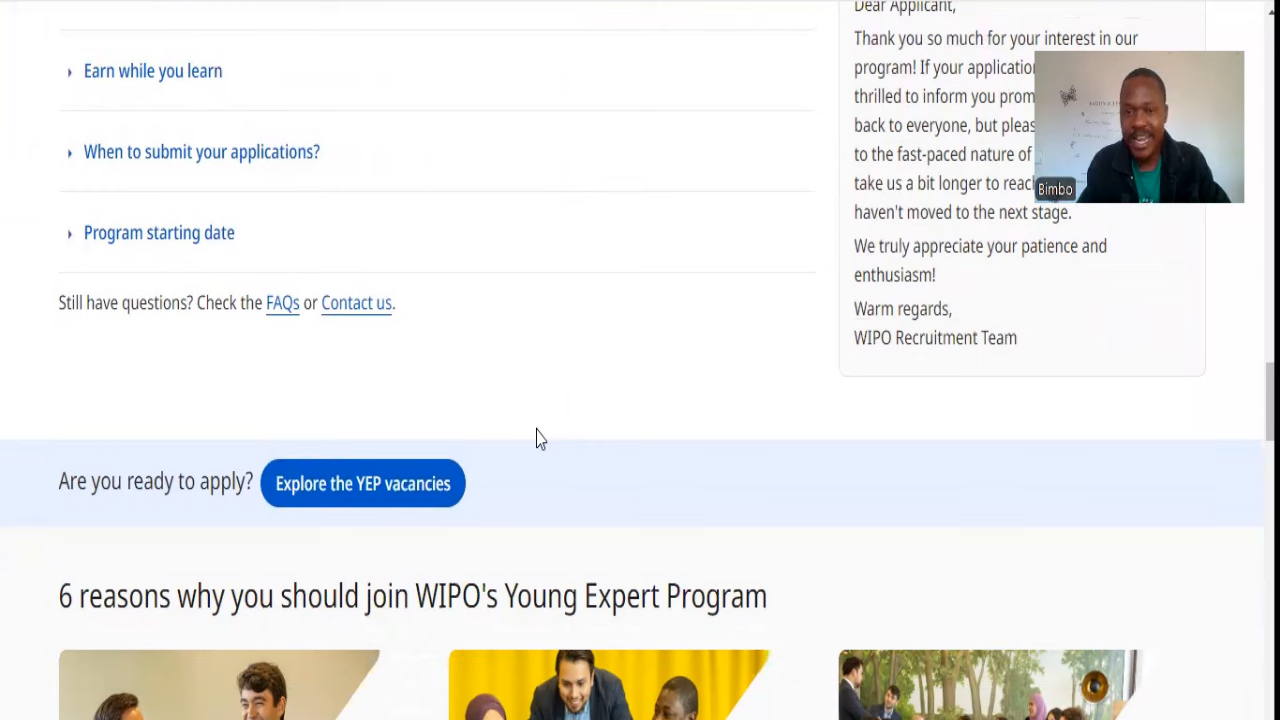 Earn while you learn
When to submit your applications?
Program starting date
Still have questions? Check the FAQs or Contact us.
Dear Applicant,
Thank you so much for your interest in our
program! If your
thrilled to inform you
back to everyone, but
to the fast-paced nature of
take us a bit longer to
haven't moved to the next stage.
We truly appreciate your patience and
enthusiasm!
Warm regards,
WIPO Recruitment Team
Bimbo
Are you ready to apply? Explore the YEP vacancies
6 reasons why you should join WIPO's Young Expert Program